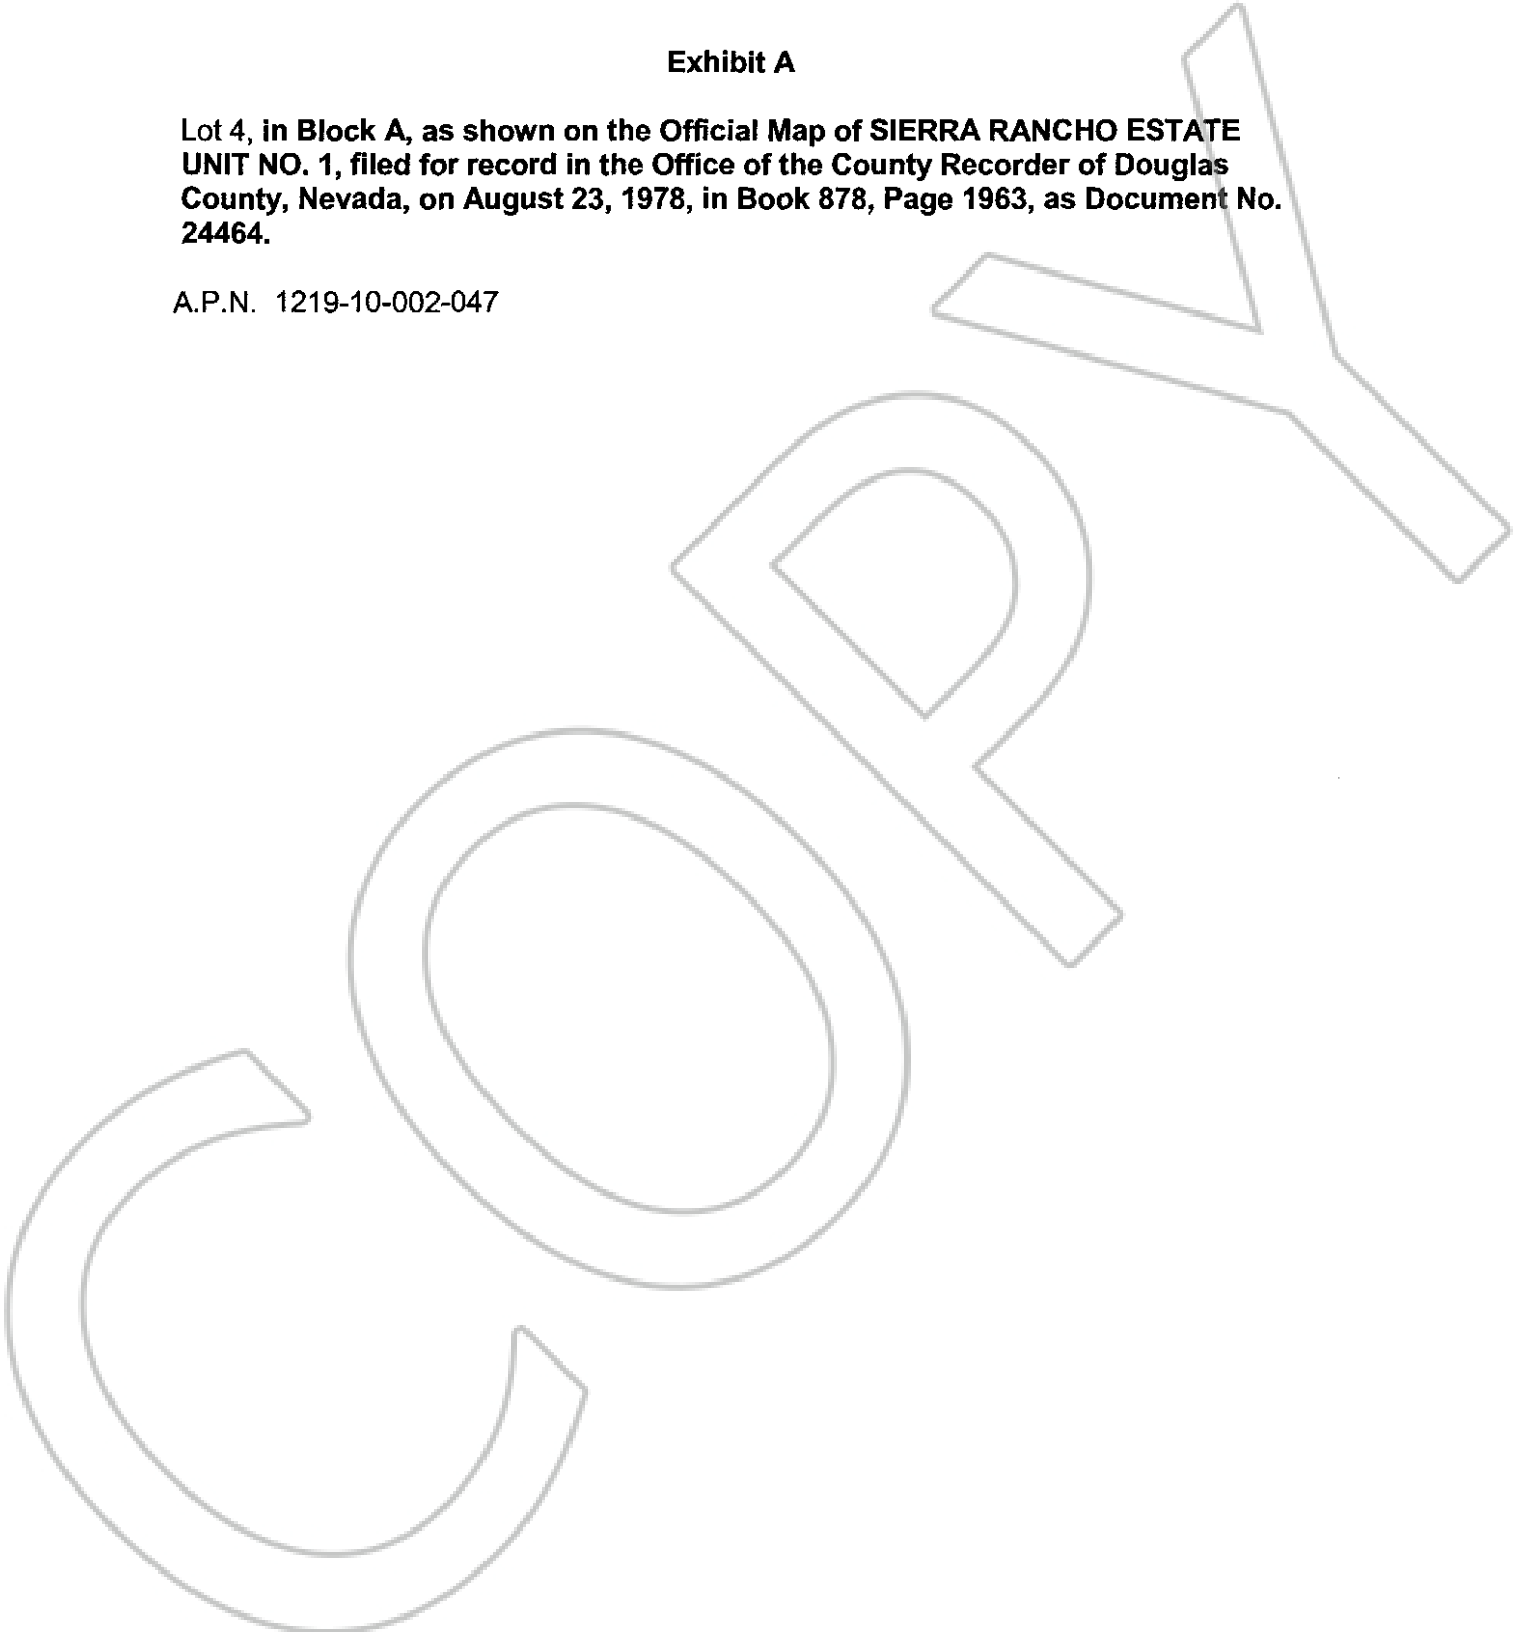 Exhibit A
Lot 4, in Block A, as shown on the Official Map of SIERRA RANCHO ESTATE
UNIT NO. 1, filed for record in the Office of the County Recorder of Douglas
County, Nevada, on August 23, 1978, in Book 878, Page 1963, as Document No.
24464.
A.P.N. 1219-10-002-047
COPY